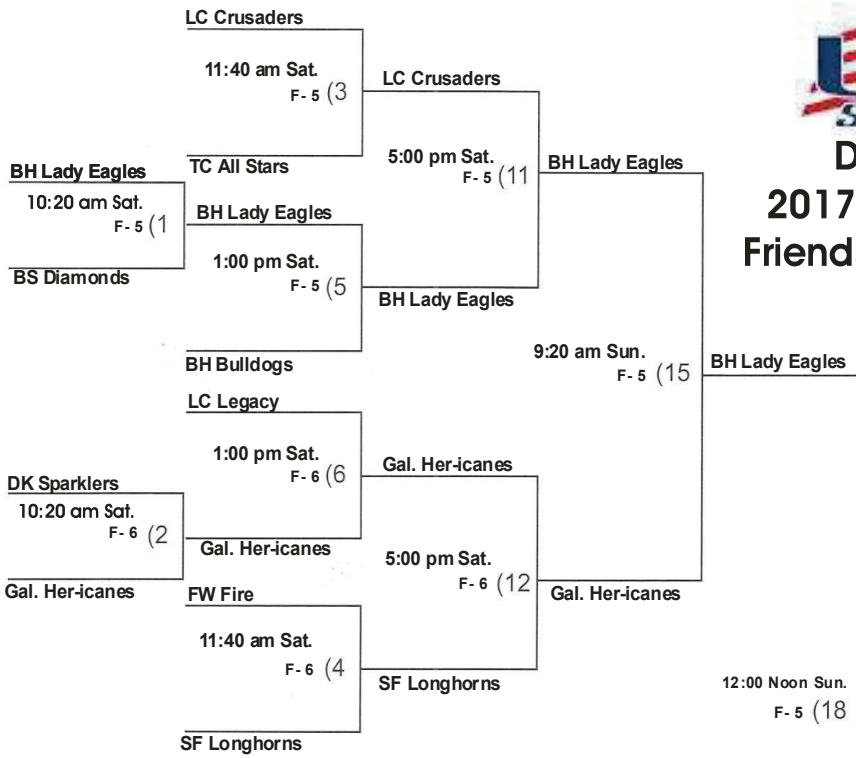 LC Crusaders
11:40 am Sat.
F- 5 (3
LC Crusaders
TC All Stars
5:00 pm Sat.
F- 5 (11
BH Lady Eagles
BH Lady Eagles
10:20 am Sat.
F- 5 (1
BH Lady Eagles
BS Diamonds
1:00 pm Sat.
F- 5 (5
BH Lady Eagles
BH Bulldogs
9:20 am Sun.
F- 5 (15
BH Lady Eagles
LC Legacy
1:00 pm Sat.
F- 6 (6
Gal. Her-icanes
DK Sparklers
10:20 am Sat.
F- 6 (2
Gal. Her-icanes
Gal. Her-icanes
5:00 pm Sat.
F- 6 (12
Gal. Her-icanes
FW Fire
11:40 am Sat.
F- 6 (4
SF Longhorns
SF Longhorns
12:00 Noon Sun.
F- 5 (18
U
S
D
2017
Friend